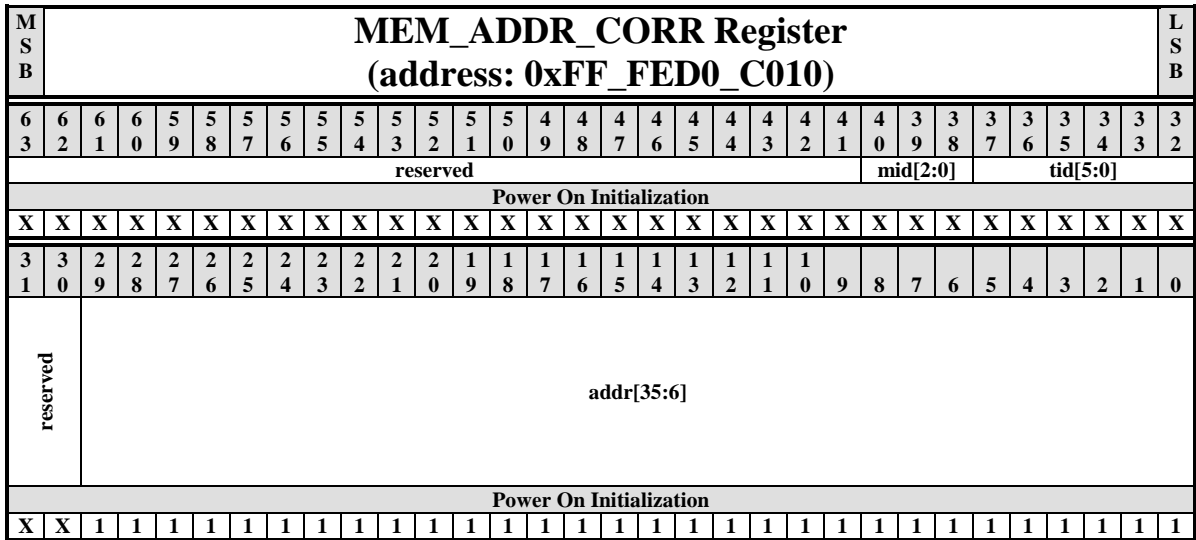 MSB
MEM_ADDR_CORR Register
LSB
(address: 0xFF_FED0_C010)
63 62 61 60 59 58 57 56 55 54 53 52 51 50 49 48 47 46 45 44 43 42 41 40 39 38 37 36 35 34 33 32
reserved mid[2:0] tid[5:0]
Power On Initialization
X X X X X X X X X X X X X X X X X X X X X X X X X X X X X X X X
31 30 29 28 27 26 25 24 23 22 21 20 19 18 17 16 15 14 13 12 11 10 9 8 7 6 5 4 3 2 1 0
reserved addr[35:6]
Power On Initialization
X X 1 1 1 1 1 1 1 1 1 1 1 1 1 1 1 1 1 1 1 1 1 1 1 1 1 1 1 1 1 1